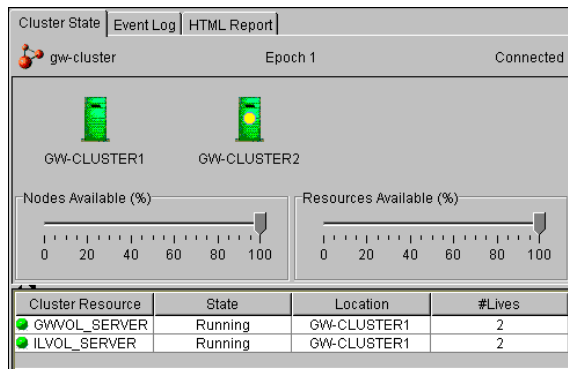 Cluster State Event Log HTML Report
gw-cluster Epoch 1 Connected
GW-CLUSTER1 GW-CLUSTER2
Nodes Available (%) Resources Available (%)
0 20 40 60 80 100 0 20 40 60 80 100
Cluster Resource State Location #Lives
GWVOL_SERVER Running GW-CLUSTER1 2
ILVOL_SERVER Running GW-CLUSTER1 2